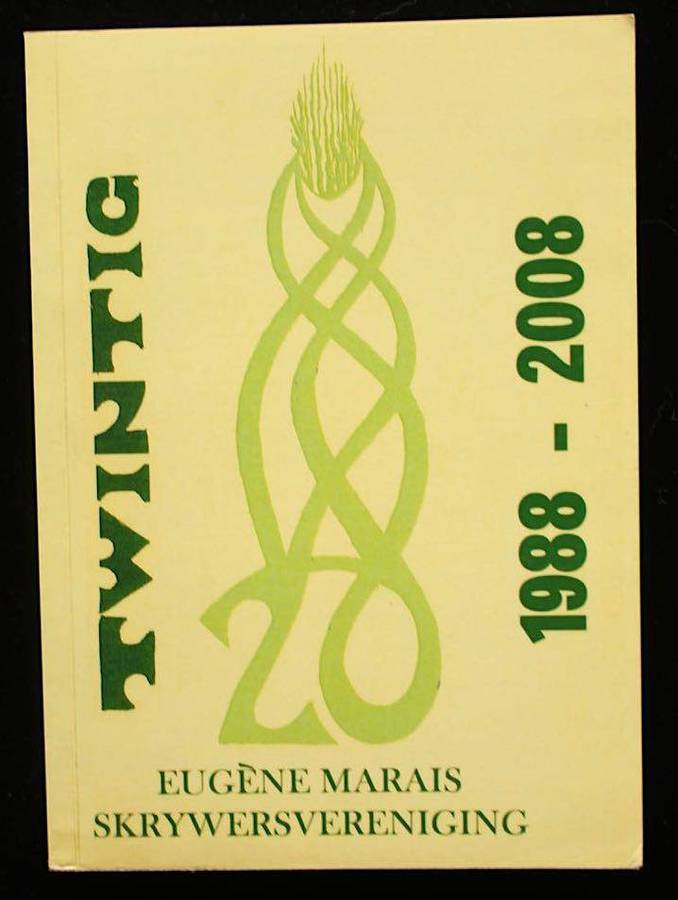 TWINTIG
20
1988 - 2008
EUGÈNE MARAIS
SKRYWERSVERENIGING